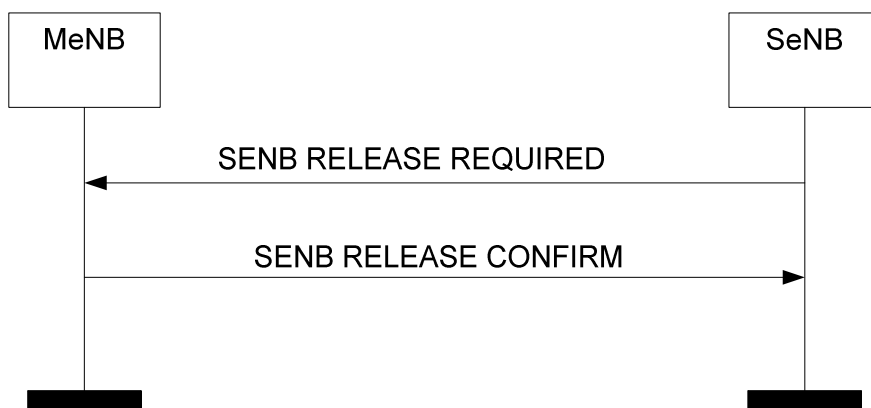 MeNB
SeNB
SENB RELEASE REQUIRED
SENB RELEASE CONFIRM